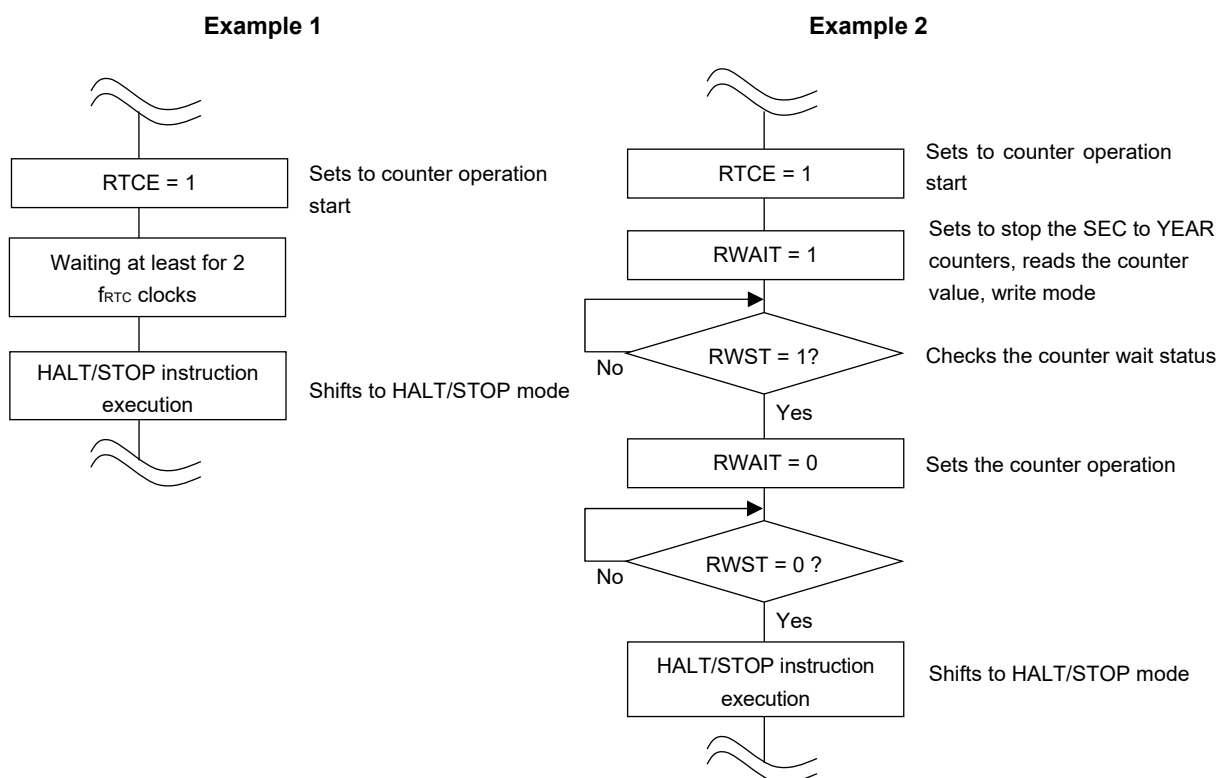 Example 1
RTCE = 1
Sets to counter operation
start
Waiting at least for 2
fRTC clocks
HALT/STOP instruction
execution
Shifts to HALT/STOP mode
Example 2
RTCE = 1
Sets to counter operation
start
RWAIT = 1
Sets to stop the SEC to YEAR
counters, reads the counter
value, write mode
RWST = 1?
No
Checks the counter wait status
Yes
RWAIT = 0
Sets the counter operation
RWST = 0 ?
No
Yes
HALT/STOP instruction
execution
Shifts to HALT/STOP mode